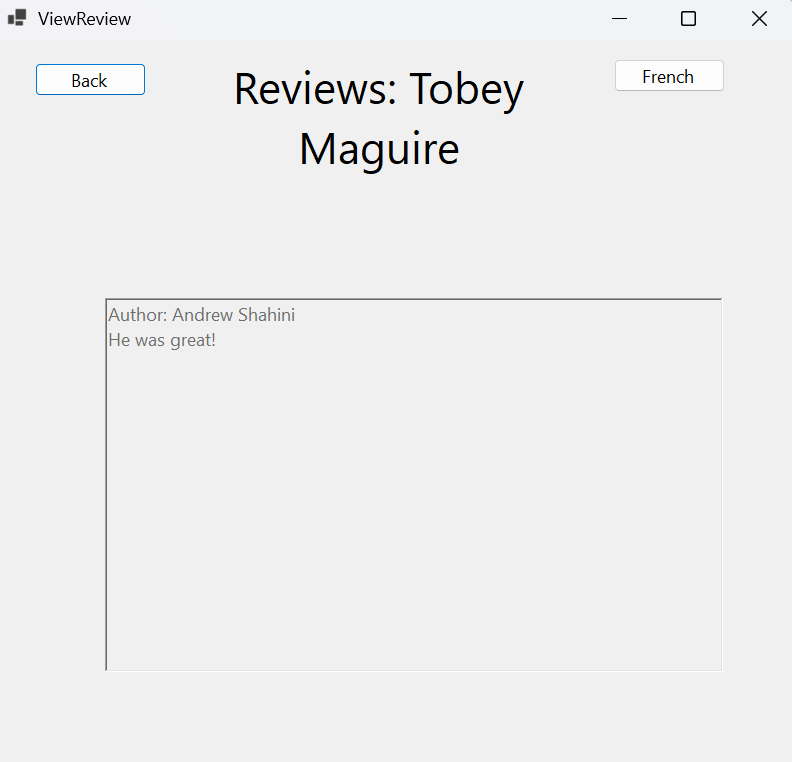 ViewReview
Back
Reviews: Tobey
Maguire
French
Author: Andrew Shahini
He was great!